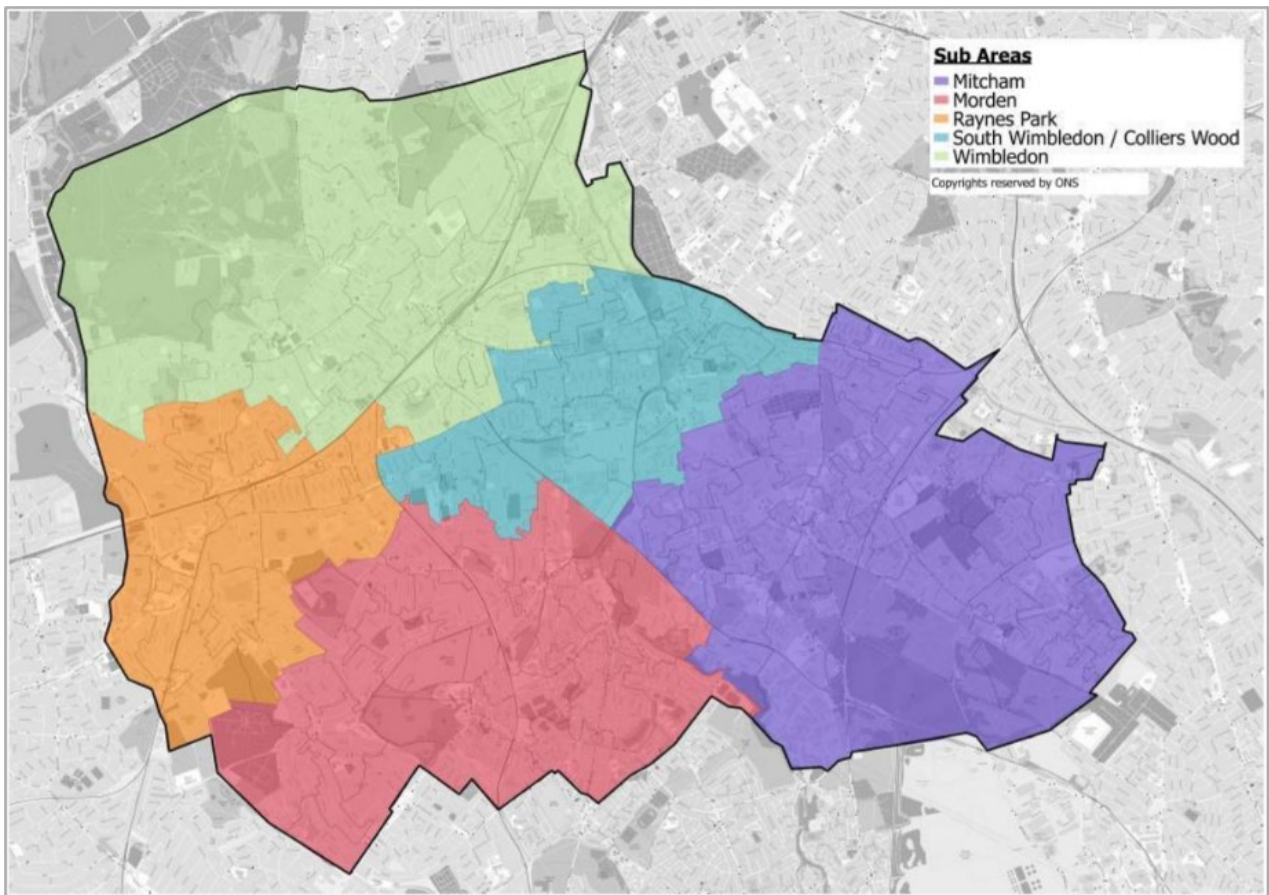 Sub Areas
Mitcham
Morden
Raynes Park
South Wimbledon / Colliers Wood
Wimbledon
Copyrights reserved by ONS